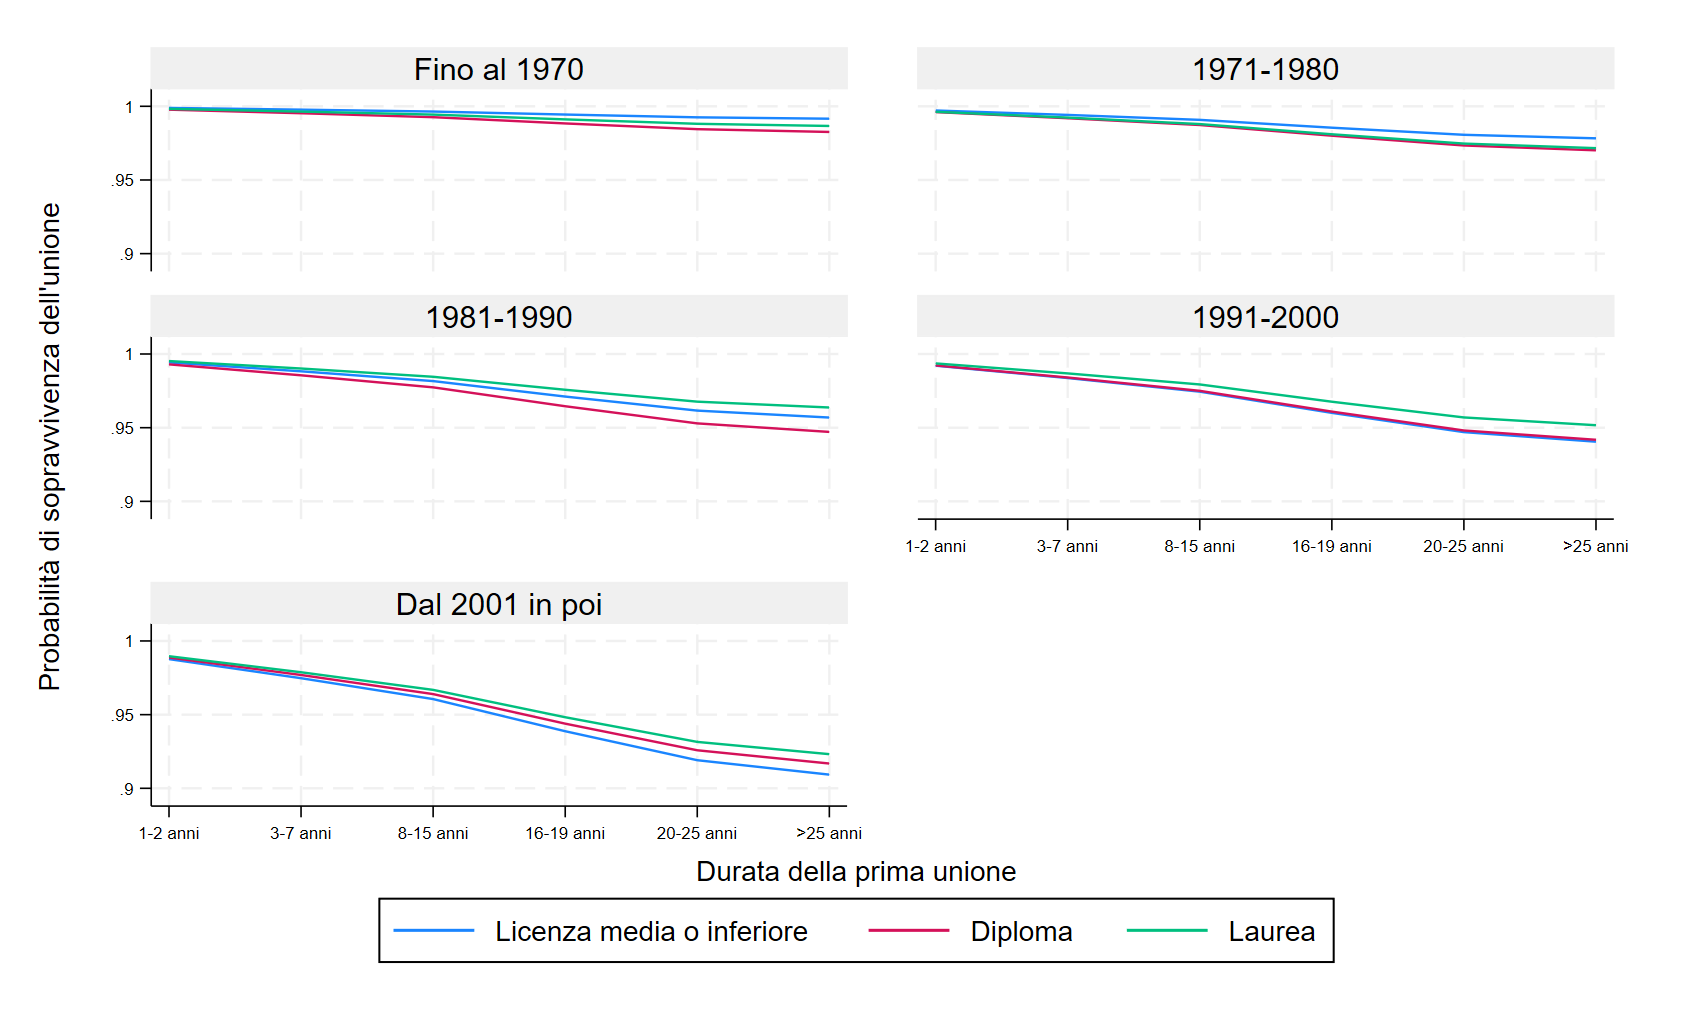 Fino al 1970
1971-1980
1
.95
.9
1981-1990
1991-2000
1
.95
.9
1-2 anni 3-7 anni 8-15 anni 16-19 anni 20-25 anni >25 anni
Dal 2001 in poi
1
.95
.9
1-2 anni 3-7 anni 8-15 anni 16-19 anni 20-25 anni >25 anni
Probabilità di sopravvivenza dell'unione
Durata della prima unione
Licenza media o inferiore Diploma Laurea